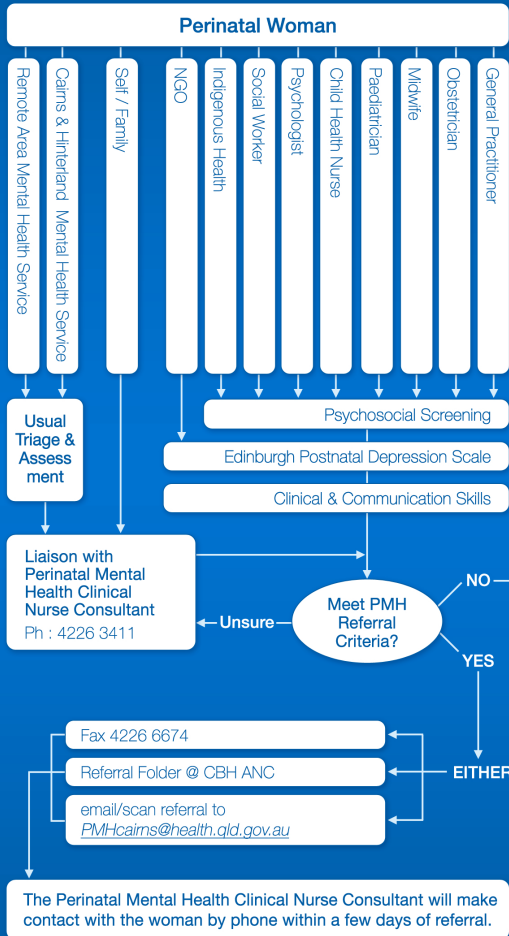 Perinatal Woman
Remote Area Mental Health Service
Cairns & Hinterland Mental Health Service
Self / Family
NGO
Indigenous Health
Social Worker
Psychologist
Child Health Nurse
Paediatrician
Midwife
Obstetrician
General Practitioner
Usual
Triage &
Assess
ment
Psychosocial Screening
Edinburgh Postnatal Depression Scale
Clinical & Communication Skills
Liaison with
Perinatal Mental
Health Clinical
Nurse Consultant
Ph : 4226 3411
Unsure
Meet PMH
Referral
Criteria?
NO
YES
EITHER
Fax 4226 6674
Referral Folder @ CBH ANC
email/scan referral to
PMHcairns@health.qld.gov.au
The Perinatal Mental Health Clinical Nurse Consultant will make
contact with the woman by phone within a few days of referral.